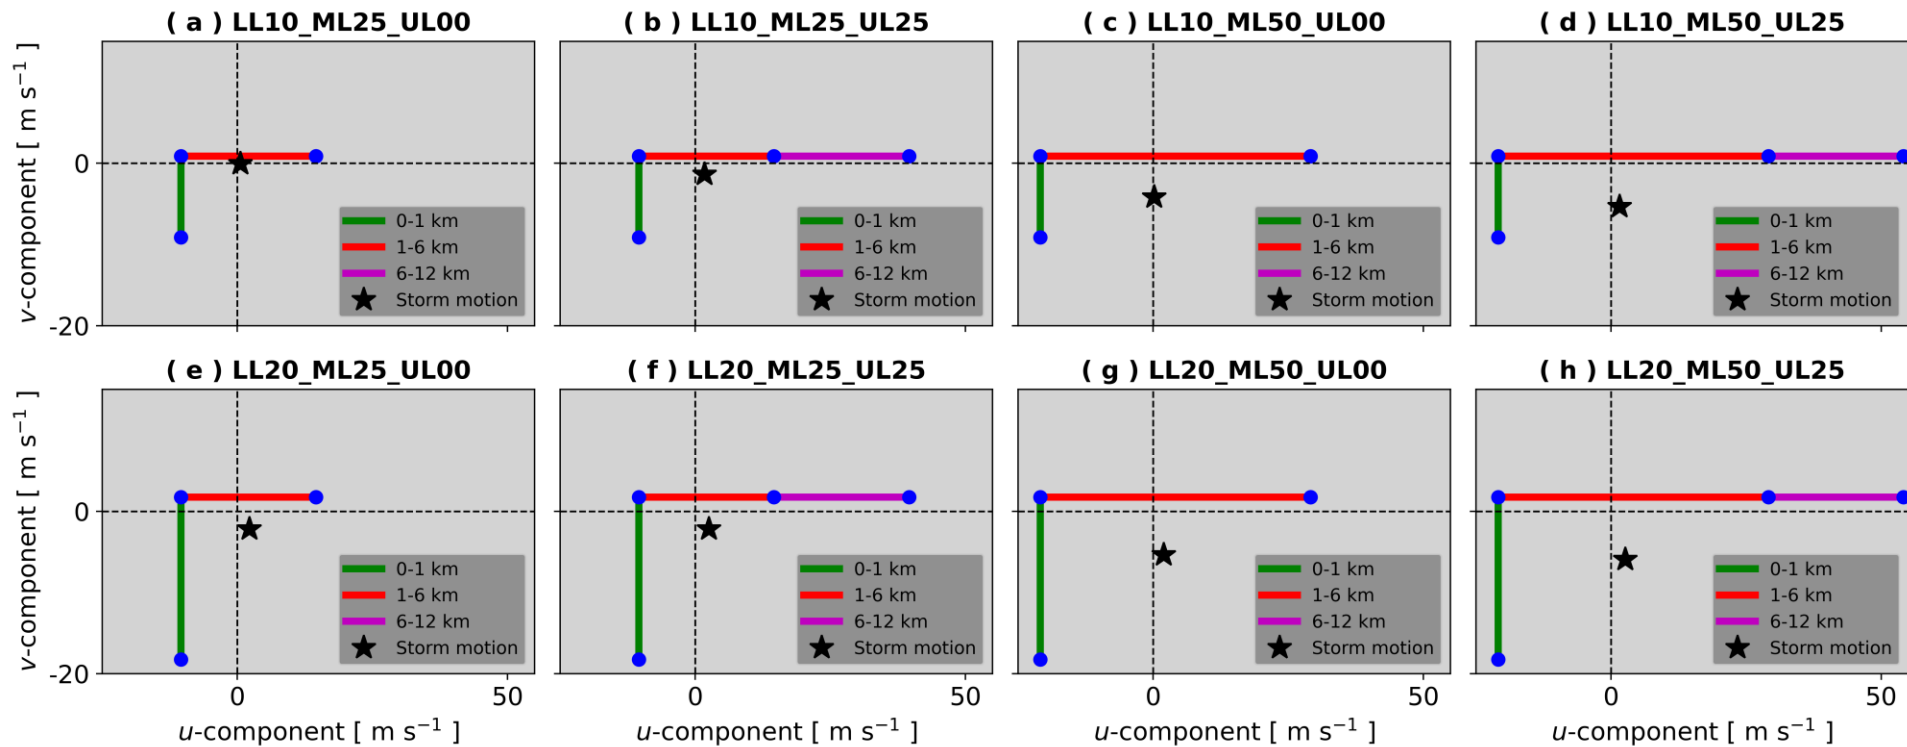 ( a ) LL10_ML25_UL00
( b ) LL10_ML25_UL25
( c ) LL10_ML50_UL00
( d ) LL10_ML50_UL25
v-component [ m s⁻¹ ]
0
-20
0-1 km
1-6 km
6-12 km
Storm motion
0-1 km
1-6 km
6-12 km
Storm motion
0-1 km
1-6 km
6-12 km
Storm motion
0-1 km
1-6 km
6-12 km
Storm motion
( e ) LL20_ML25_UL00
( f ) LL20_ML25_UL25
( g ) LL20_ML50_UL00
( h ) LL20_ML50_UL25
v-component [ m s⁻¹ ]
0
-20
0-1 km
1-6 km
6-12 km
Storm motion
0-1 km
1-6 km
6-12 km
Storm motion
0-1 km
1-6 km
6-12 km
Storm motion
0-1 km
1-6 km
6-12 km
Storm motion
0 50
0 50
0 50
0 50
u-component [ m s⁻¹ ]
u-component [ m s⁻¹ ]
u-component [ m s⁻¹ ]
u-component [ m s⁻¹ ]